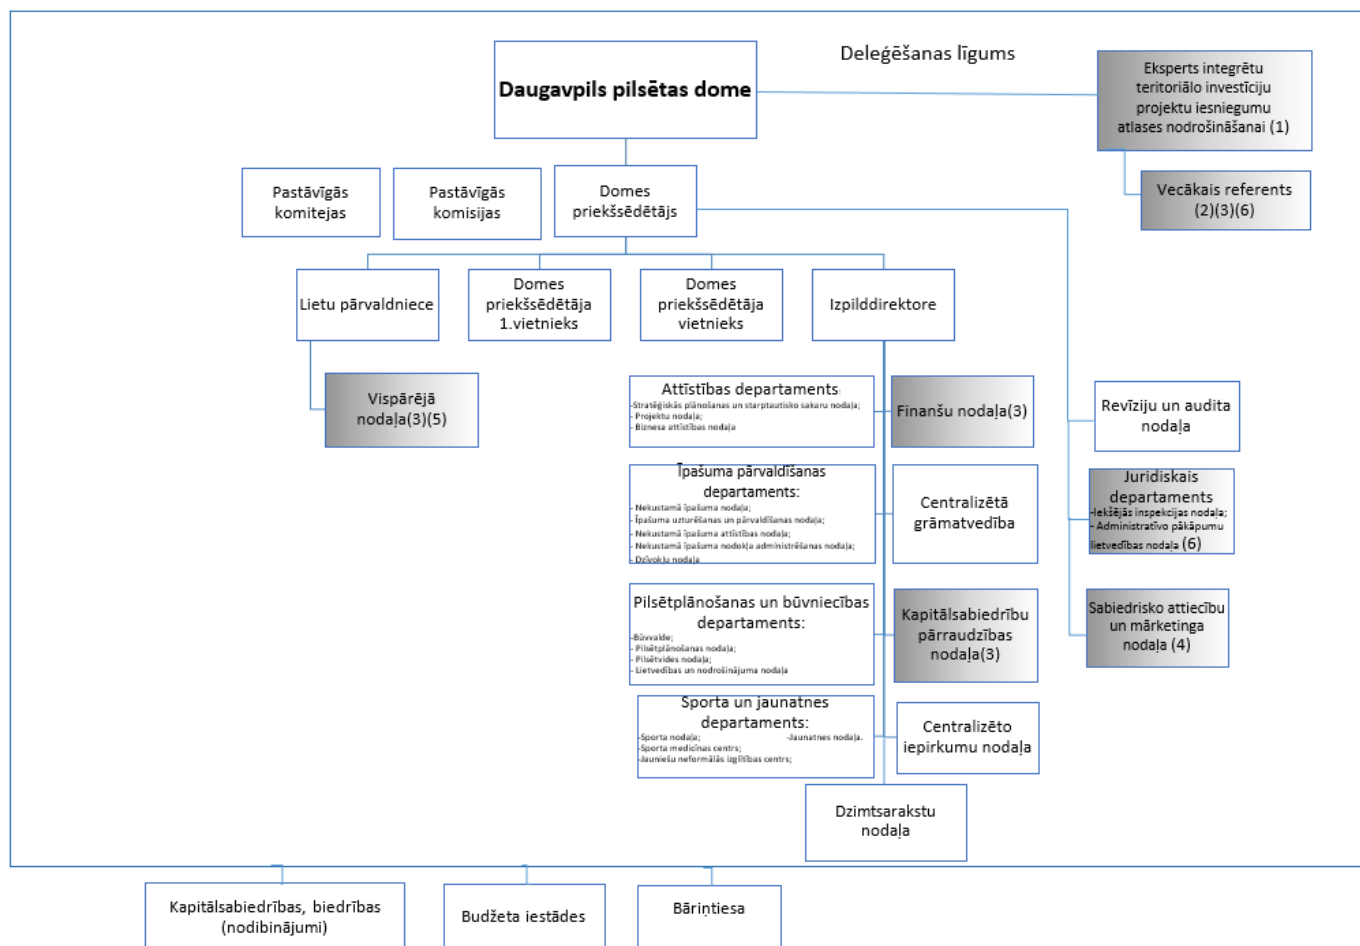 Deleģēšanas līgums
Daugavpils pilsētas dome
Eksperts integrētu
teritoriālo investīciju
projektu iesniegumu
atlases nodrošināšanai (1)
Vecākais referents
(2)(3)(6)
Pastāvīgās
komitejas
Pastāvīgās
komisijas
Domes
priekšsēdētājs
Lietu pārvaldniece
Domes
priekšsēdētāja
1.vietnieks
Domes
priekšsēdētāja
vietnieks
Izpilddirektore
Vispārējā
nodaļa(3)(5)
Attīstības departaments:
-Stratēģiskās plānošanas un starptautisko sakaru nodaļa;
- Projektu nodaļa;
- Biznesa attīstības nodaļa
Finanšu nodaļa(3)
Revīziju un audita
nodaļa
Īpašuma pārvaldīšanas
departaments:
- Nekustamā īpašuma nodaļa;
- Īpašuma uzturēšanas un pārvaldīšanas nodaļa;
- Nekustamā īpašuma attīstības nodaļa;
- Nekustamā īpašuma nodokļa administrēšanas nodaļa;
- Dzīvokļu nodaļa
Centralizētā
grāmatvedība
Juridiskais
departaments
-Iekšējās inspekcijas nodaļa;
- Administratīvo pākāpumu
lietvedības nodaļa (6)
Pilsētplānošanas un būvniecības
departaments:
-Būvvalde;
- Pilsētplānošanas nodaļa;
- Pilsētvides nodaļa;
- Lietvedības un nodrošinājuma nodaļa
Kapitālsabiedrību
pārraudzības
nodaļa(3)
Sabiedrisko attiecību
un mārketinga
nodaļa (4)
Sporta un jaunatnes
departaments:
-Sporta nodaļa; -Jaunatnes nodaļa.
-Sporta medicīnas centrs;
-Jauniešu neformālās izglītības centrs;
Centralizēto
iepirkumu nodaļa
Dzimtsarakstu
nodaļa
Kapitālsabiedrības, biedrības
(nodibinājumi)
Budžeta iestādes
Bāriņtiesa